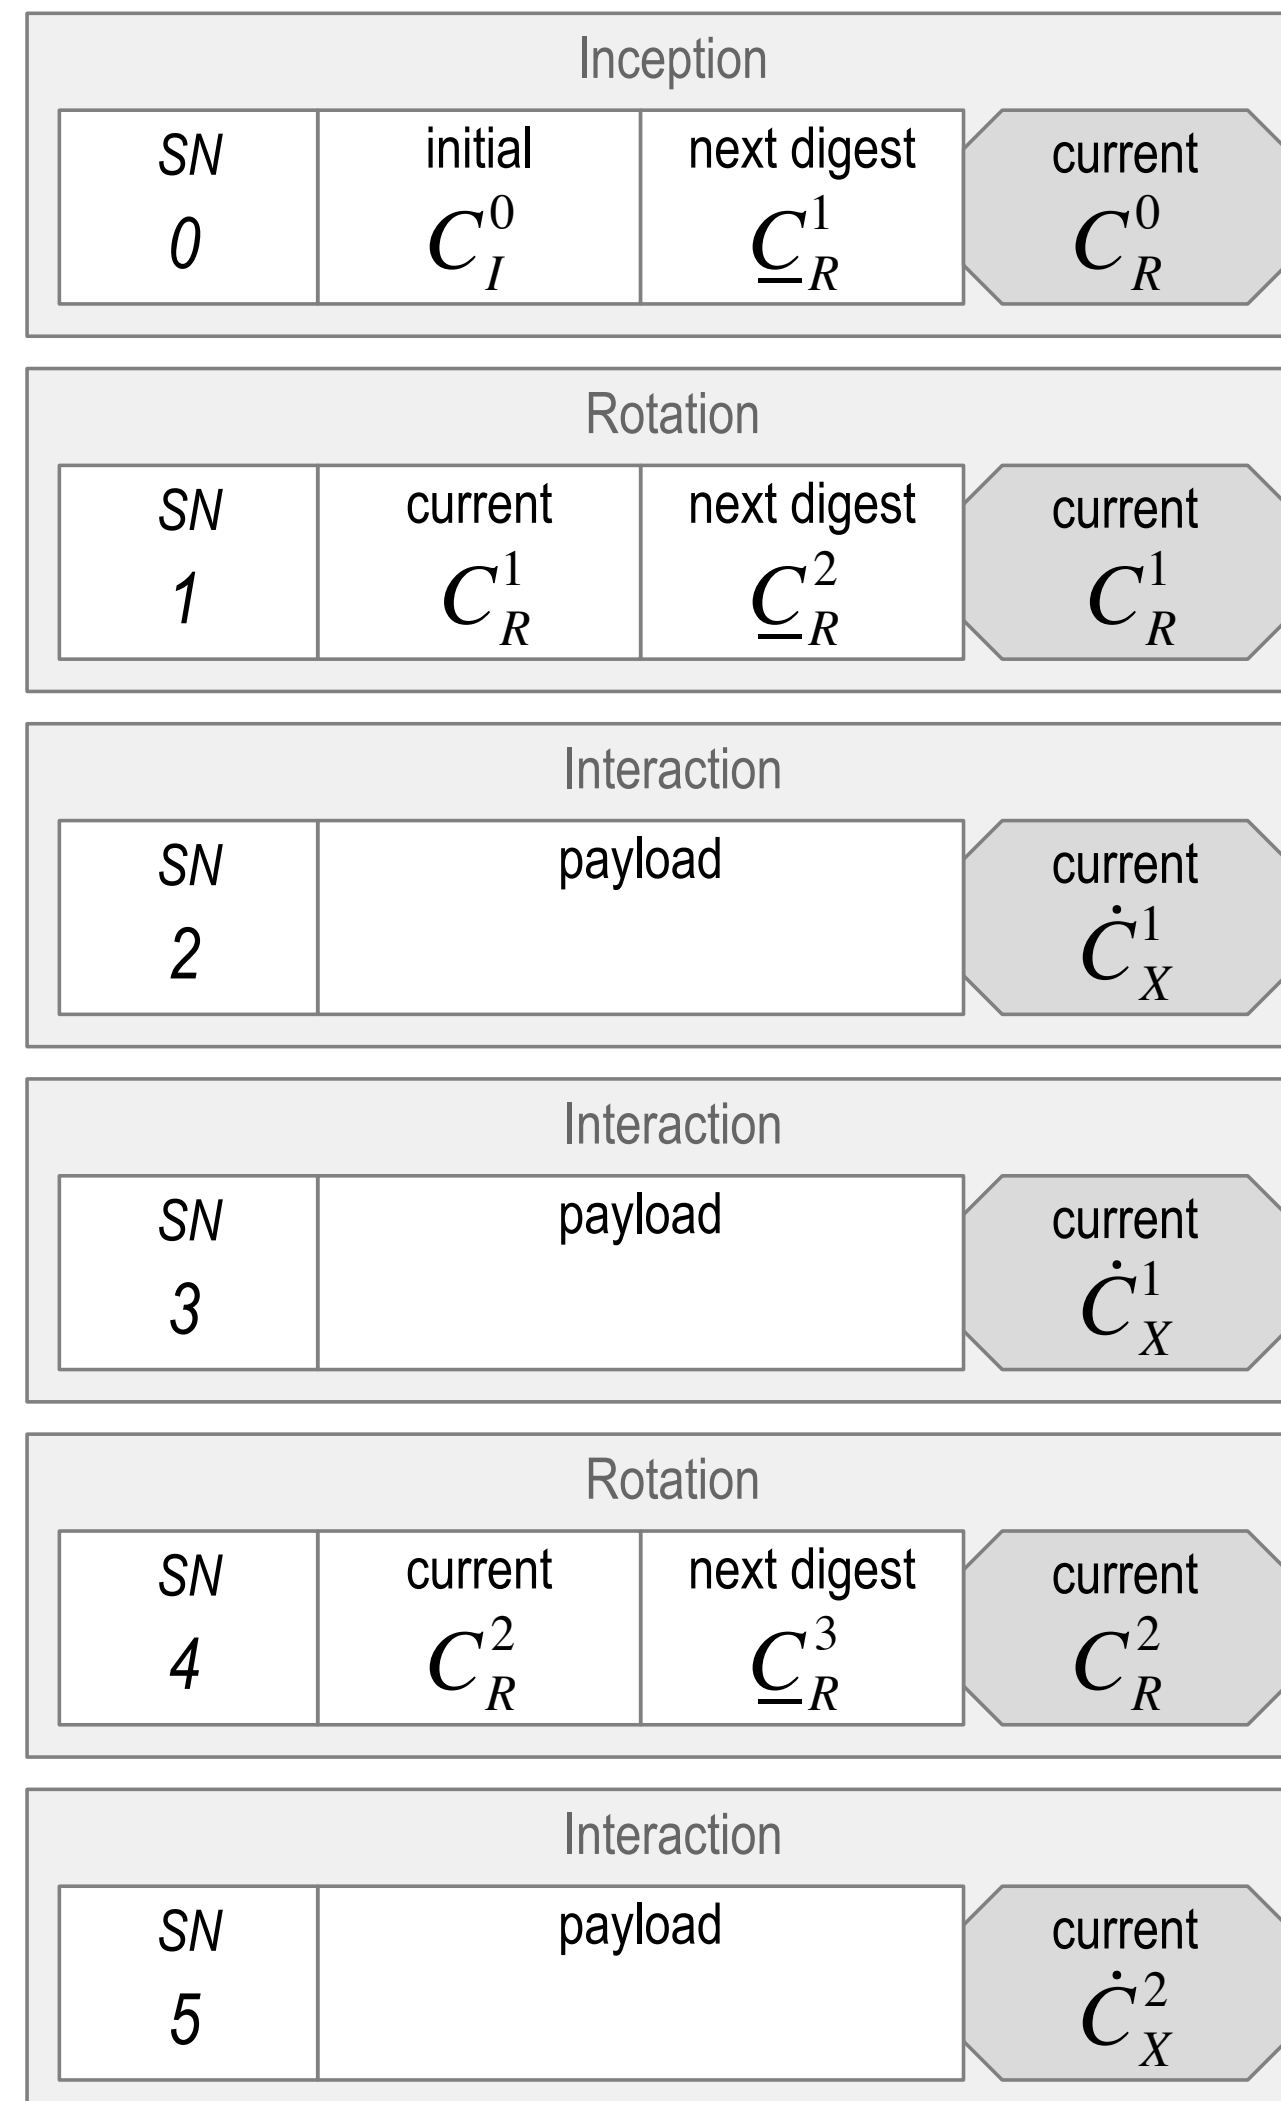 Inception
SN initial next digest current
0 C_I^0 C̲_R^1 C_R^0
Rotation
SN current next digest current
1 C_R^1 C̲_R^2 C_R^1
Interaction
SN payload current
2 Ċ_X^1
Interaction
SN payload current
3 Ċ_X^1
Rotation
SN current next digest current
4 C_R^2 C̲_R^3 C_R^2
Interaction
SN payload current
5 Ċ_X^2